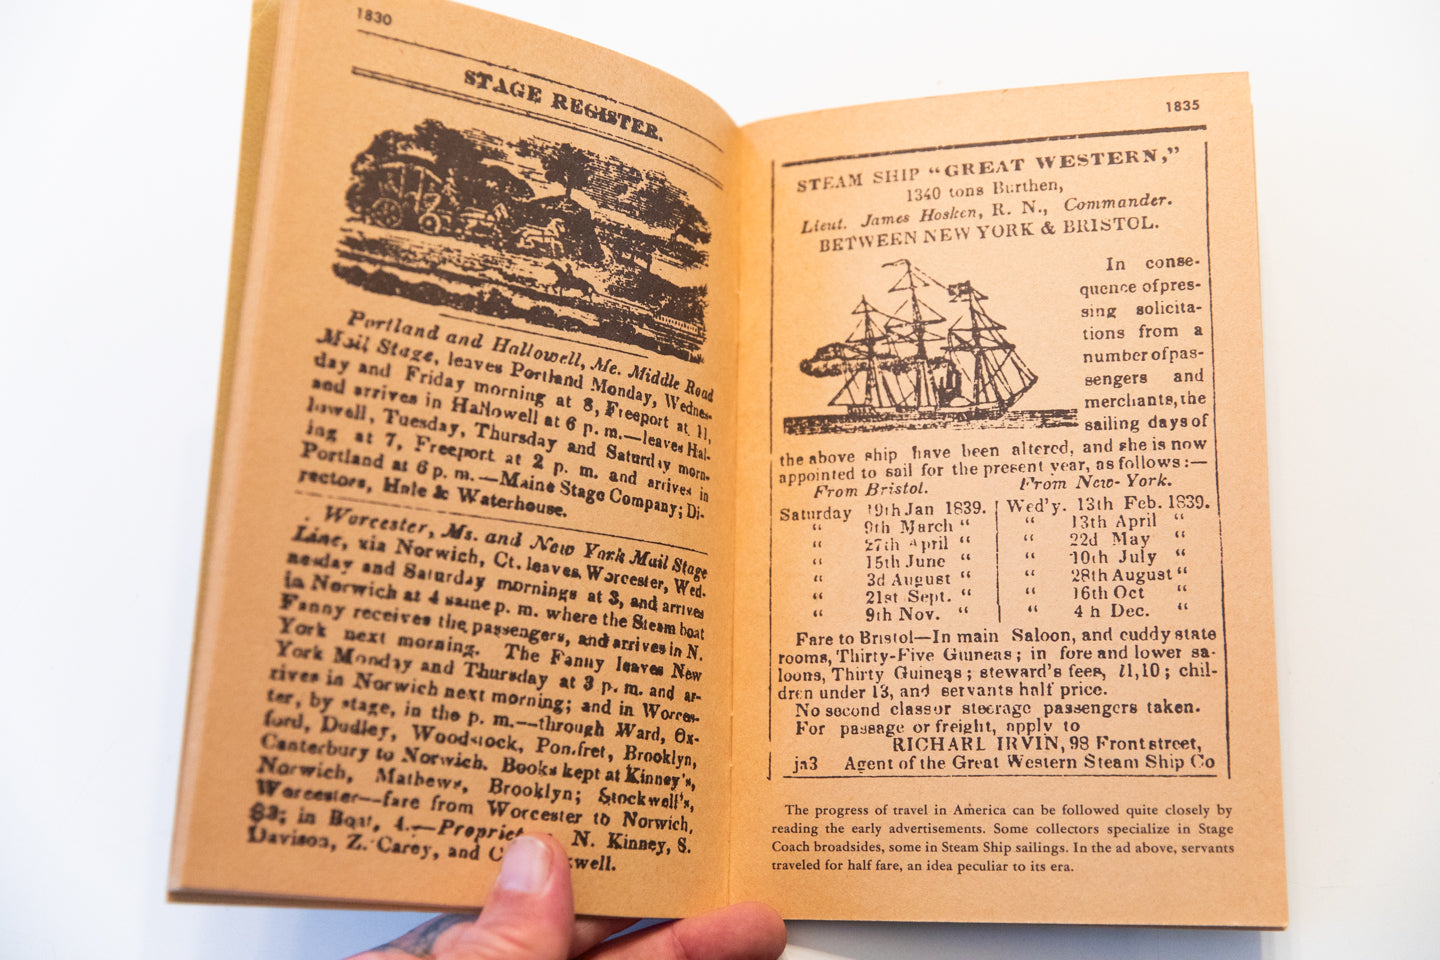 1830
STAGE REGISTER.
Portland and Hallowell, Me. Middle Road
Mail Stage, leaves Portland Monday, Wednes-
day and Friday morning at 8, Freeport at 11,
and arrives in Hallowell at 6 p. m.—leaves Hal-
lowell, Tuesday, Thursday and Saturday morn-
ing at 7, Freeport at 2 p. m. and arrives in
Portland at 6 p. m.—Maine Stage Company; Di-
rectors, Hale & Waterhouse.
Worcester, Ms. and New York Mail Stage
Line, via Norwich, Ct. leaves Worcester, Wed-
nesday and Saturday mornings at 3, and arrives
in Norwich at 4 same p. m. where the Steam boat
Fanny receives the passengers, and arrives in N.
York next morning. The Fanny leaves New
York Monday and Thursday at 3 p. m. and ar-
rives in Norwich next morning; and in Worces-
ter, by stage, in the p. m.—through Ward, Ox-
ford, Dudley, Woodstock, Pomfret, Brooklyn,
Canterbury to Norwich. Books kept at Kinney's,
Norwich, Mathews, Brooklyn; Stockwell's,
Worcester—fare from Worcester to Norwich,
$3; in Boat, 4.—Propriet N. Kinney, S.
Davison, Z. Carey, and C kwell.
1835
STEAM SHIP "GREAT WESTERN,"
1340 tons Burthen,
Lieut. James Hosken, R. N., Commander.
BETWEEN NEW YORK & BRISTOL.
In conse-
quence of pres-
sing solicita-
tions from a
number of pas-
sengers and
merchants, the
sailing days of
the above ship have been altered, and she is now
appointed to sail for the present year, as follows:—
From Bristol. From New-York.
Saturday 19th Jan 1839. Wed'y. 13th Feb. 1839.
" 9th March " " 13th April "
" 27th April " " 22d May "
" 15th June " 10th July "
" 3d August " " 28th August "
" 21st Sept. " " 16th Oct "
" 9th Nov. " " 4 h Dec. "
Fare to Bristol—In main Saloon, and cuddy state
rooms, Thirty-Five Guineas; in fore and lower sa-
loons, Thirty Guineas; steward's fees, £1,10; chil-
dren under 13, and servants half price.
No second class or steerage passengers taken.
For passage or freight, apply to
RICHARL IRVIN, 98 Front street,
ja3 Agent of the Great Western Steam Ship Co
The progress of travel in America can be followed quite closely by
reading the early advertisements. Some collectors specialize in Stage
Coach broadsides, some in Steam Ship sailings. In the ad above, servants
traveled for half fare, an idea peculiar to its era.